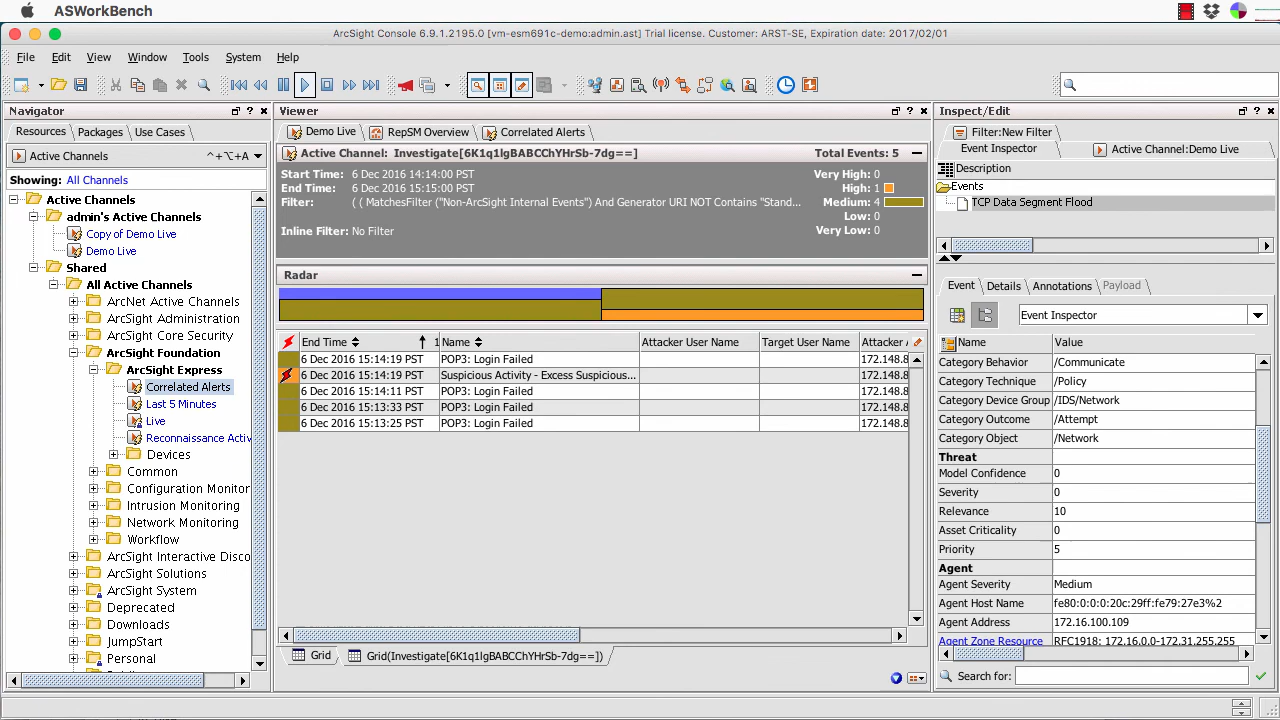 ASWorkBench
ArcSight Console 6.9.1.2195.0 [vm-esm691c-demo:admin.ast] Trial license. Customer: ARST-SE, Expiration date: 2017/02/01
File Edit View Window Tools System Help
Navigator
Resources Packages Use Cases
Active Channels ^+⌥+A
Showing: All Channels
Active Channels
admin's Active Channels
Copy of Demo Live
Demo Live
Shared
All Active Channels
ArcNet Active Channels
ArcSight Administration
ArcSight Core Security
ArcSight Foundation
ArcSight Express
Correlated Alerts
Last 5 Minutes
Live
Reconnaissance Activ
Devices
Common
Configuration Monitor
Intrusion Monitoring
Network Monitoring
Workflow
ArcSight Interactive Disco
ArcSight Solutions
ArcSight System
Deprecated
Downloads
JumpStart
Personal
Viewer
Demo Live RepSM Overview Correlated Alerts
Active Channel: Investigate[6K1q1lgBABCChYHrSb-7dg==] Total Events: 5
Start Time: 6 Dec 2016 14:14:00 PST Very High: 0
End Time: 6 Dec 2016 15:15:00 PST High: 1
Filter: ( ( MatchesFilter ("Non-ArcSight Internal Events") And Generator URI NOT Contains "Stand... Medium: 4
Low: 0
Inline Filter: No Filter Very Low: 0
Radar
End Time 1 Name Attacker User Name Target User Name Attacker A
6 Dec 2016 15:14:19 PST POP3: Login Failed 172.148.8
6 Dec 2016 15:14:19 PST Suspicious Activity - Excess Suspicious... 172.148.8
6 Dec 2016 15:14:11 PST POP3: Login Failed 172.148.8
6 Dec 2016 15:13:33 PST POP3: Login Failed 172.148.8
6 Dec 2016 15:13:25 PST POP3: Login Failed 172.148.8
Grid Grid(Investigate[6K1q1lgBABCChYHrSb-7dg==])
Inspect/Edit
Filter:New Filter
Event Inspector Active Channel:Demo Live
Description
Events
TCP Data Segment Flood
Event Details Annotations Payload
Event Inspector
Name Value
Category Behavior /Communicate
Category Technique /Policy
Category Device Group /IDS/Network
Category Outcome /Attempt
Category Object /Network
Threat
Model Confidence 0
Severity 0
Relevance 10
Asset Criticality 0
Priority 5
Agent
Agent Severity Medium
Agent Host Name fe80:0:0:0:20c:29ff:fe79:27e3%2
Agent Address 172.16.100.109
Agent Zone Resource RFC1918: 172.16.0.0-172.31.255.255
Search for: